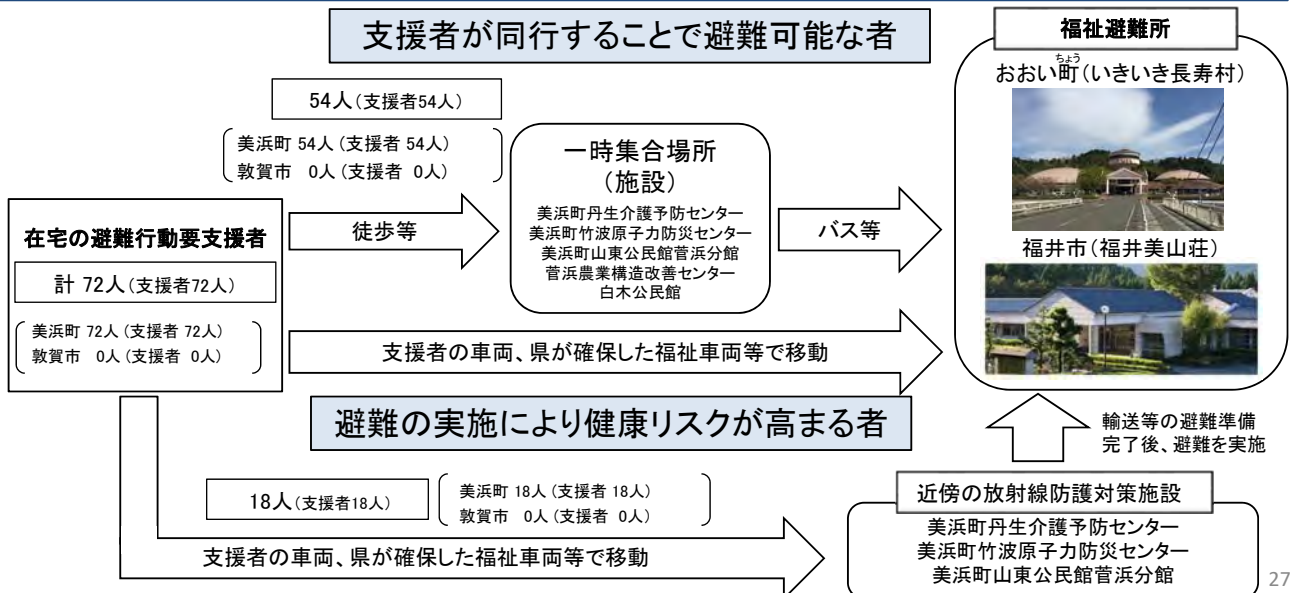 支援者が同行することで避難可能な者
54人(支援者54人)
美浜町 54人(支援者 54人)
敦賀市 0人(支援者 0人)
在宅の避難行動要支援者
計 72人(支援者72人)
美浜町 72人(支援者 72人)
敦賀市 0人(支援者 0人)
徒歩等
一時集合場所
(施設)
美浜町丹生介護予防センター
美浜町竹波原子力防災センター
美浜町山東公民館菅浜分館
菅浜農業構造改善センター
白木公民館
バス等
支援者の車両、県が確保した福祉車両等で移動
福祉避難所
ちょう
おおい町(いきいき長寿村)
福井市(福井美山荘)
避難の実施により健康リスクが高まる者
18人(支援者18人)
美浜町 18人(支援者 18人)
敦賀市 0人(支援者 0人)
支援者の車両、県が確保した福祉車両等で移動
輸送等の避難準備
完了後、避難を実施
近傍の放射線防護対策施設
美浜町丹生介護予防センター
美浜町竹波原子力防災センター
美浜町山東公民館菅浜分館
27